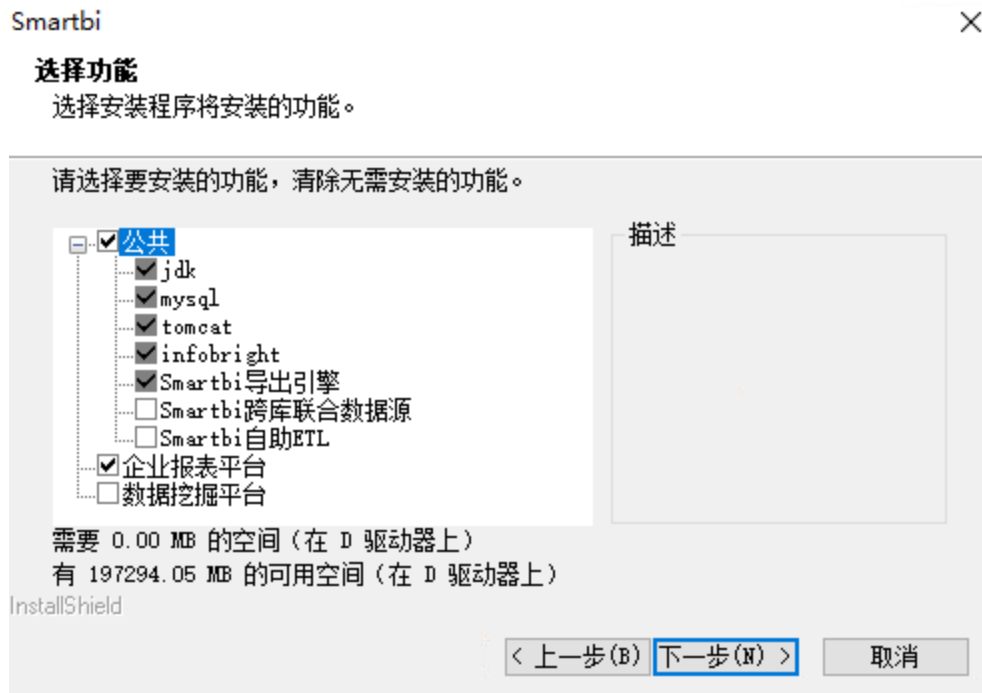 Smartbi
选择功能
选择安装程序将安装的功能。
请选择要安装的功能，清除无需安装的功能。
描述
公共
jdk
mysql
tomcat
infobright
Smartbi导出引擎
Smartbi跨库联合数据源
Smartbi自助ETL
企业报表平台
数据挖掘平台
需要 0.00 MB 的空间（在 D 驱动器上）
有 197294.05 MB 的可用空间（在 D 驱动器上）
InstallShield
< 上一步(B) 下一步(N) > 取消